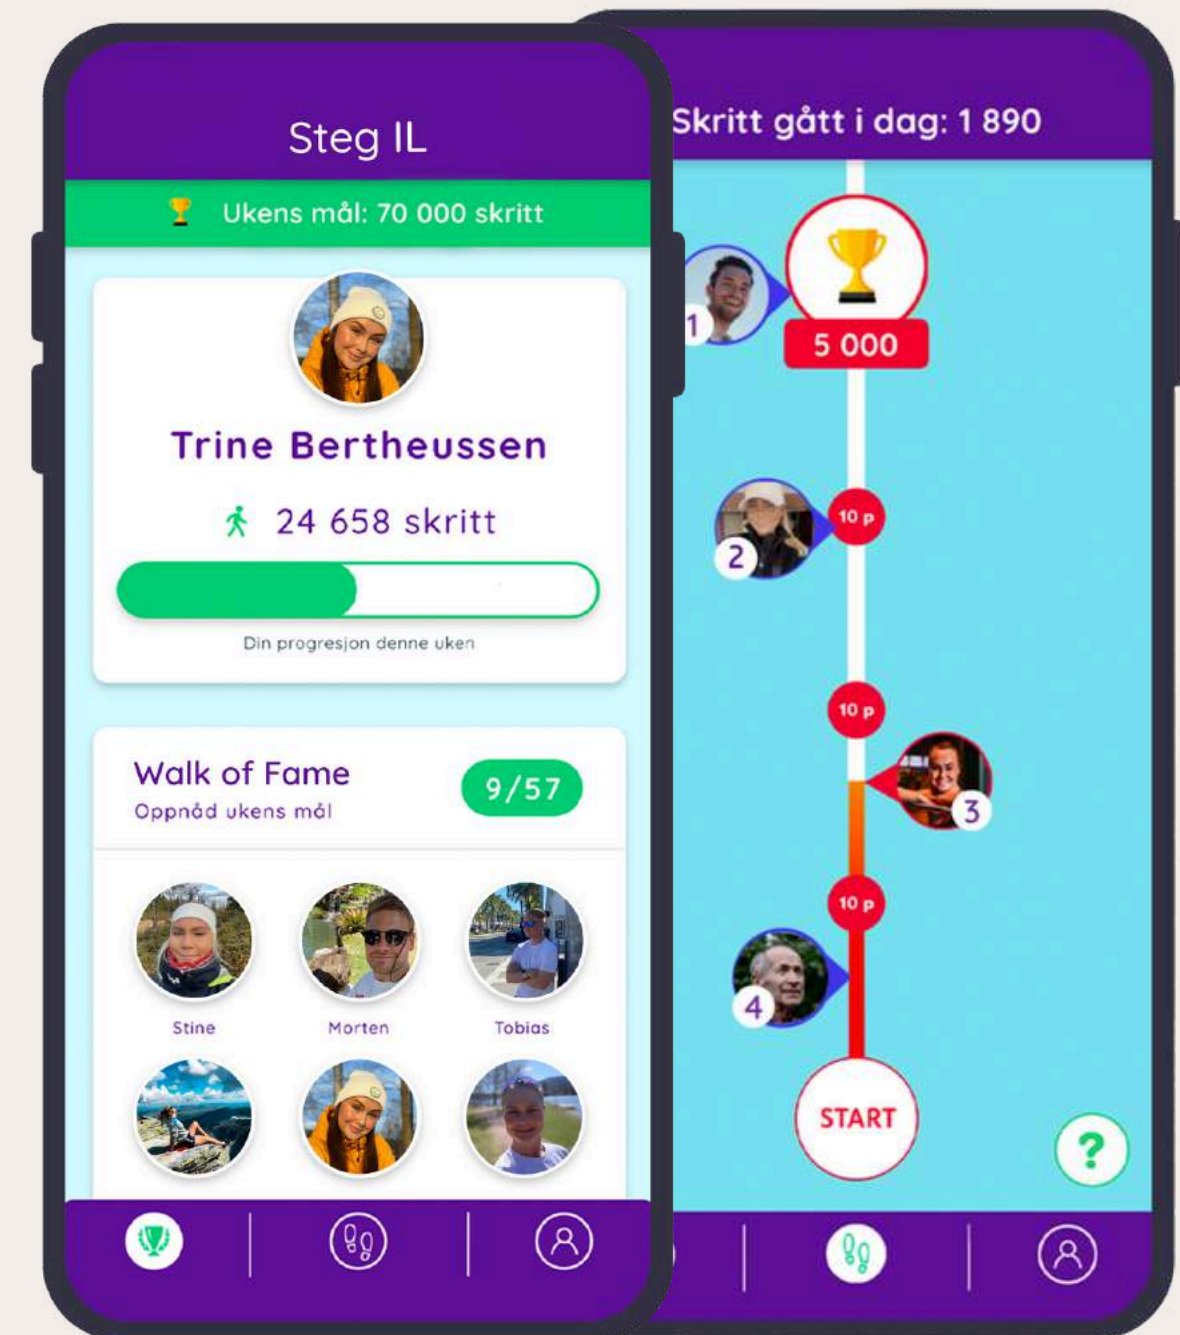 Steg IL
Ukens mål: 70 000 skritt
Trine Bertheussen
24 658 skritt
Din progresjon denne uken
Walk of Fame
9/57
Oppnåd ukens mål
Stine
Morten
Tobias
Skritt gått i dag: 1 890
1
5 000
10 p
2
10 p
3
10 p
4
START
?